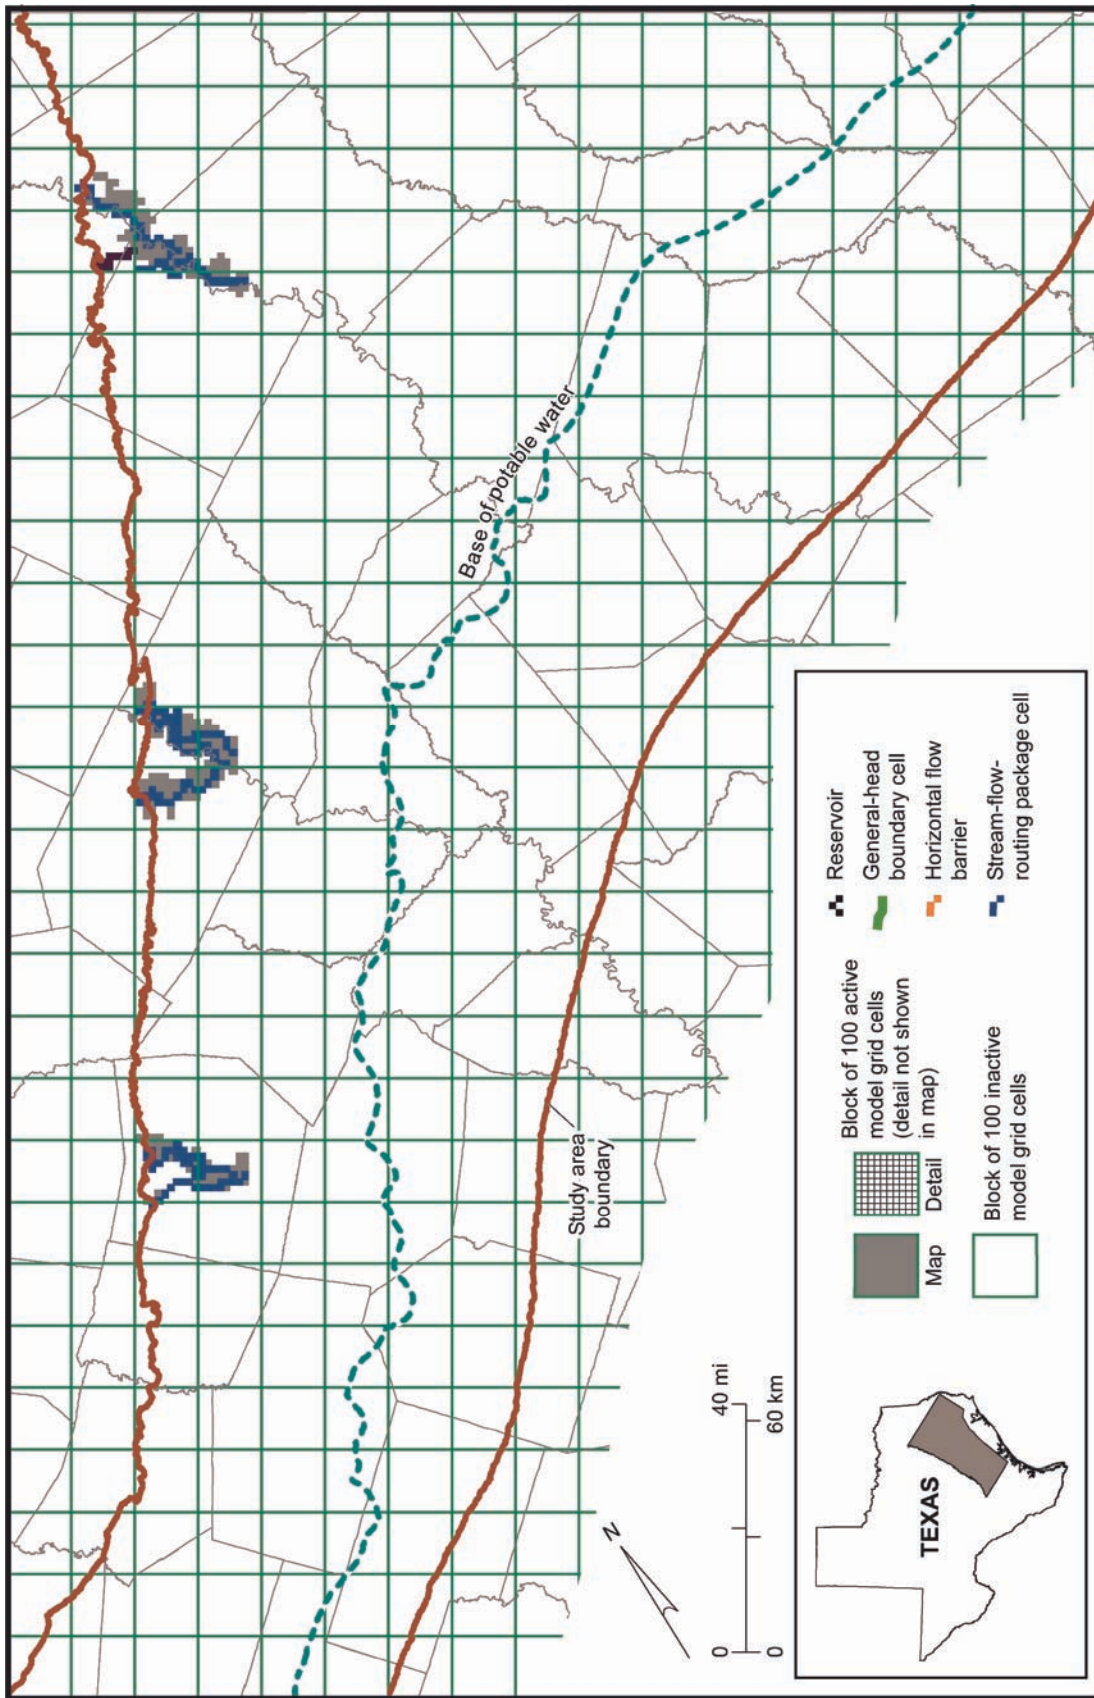 Base of potable water
Study area
boundary
N
0
40 mi
0
60 km
TEXAS
Map
Detail
Block of 100 active
model grid cells
(detail not shown
in map)
Block of 100 inactive
model grid cells
Reservoir
General-head
boundary cell
Horizontal flow
barrier
Stream-flow-
routing package cell